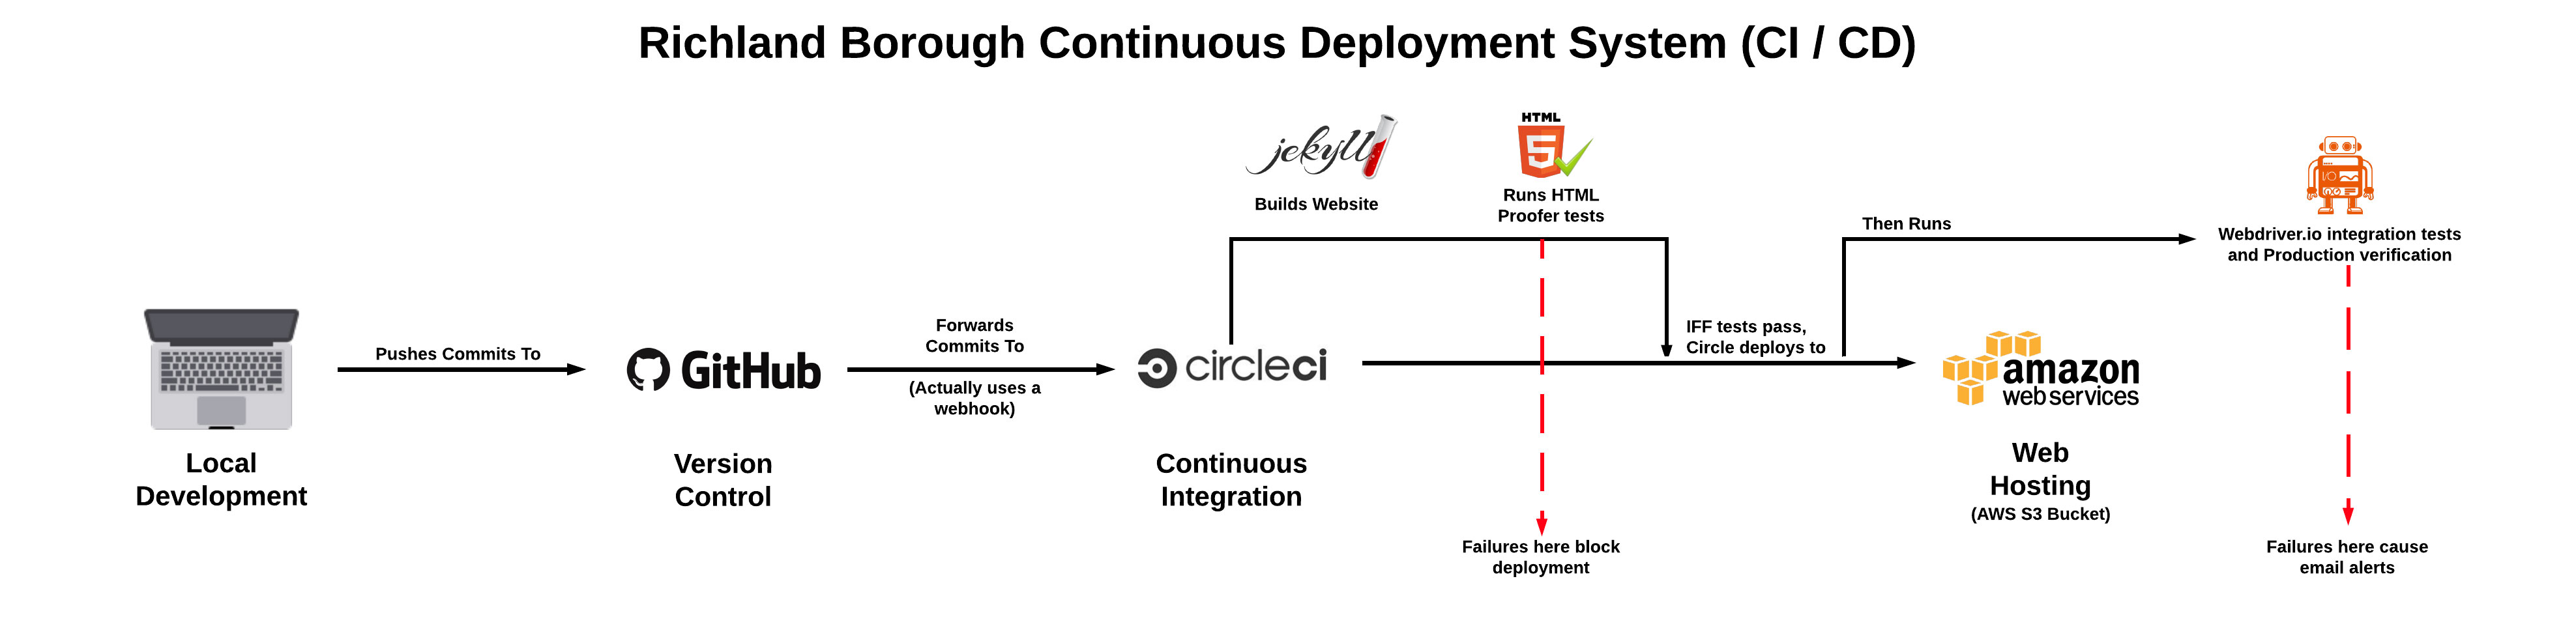 Richland Borough Continuous Deployment System (CI / CD)
jekyll
Builds Website
HTML
5
Runs HTML
Proofer tests
Then Runs
I/O
Webdriver.io integration tests
and Production verification
Pushes Commits To
GitHub
Forwards
Commits To
(Actually uses a
webhook)
circleci
IFF tests pass,
Circle deploys to
amazon
webservices
Local
Development
Version
Control
Continuous
Integration
Web
Hosting
(AWS S3 Bucket)
Failures here block
deployment
Failures here cause
email alerts